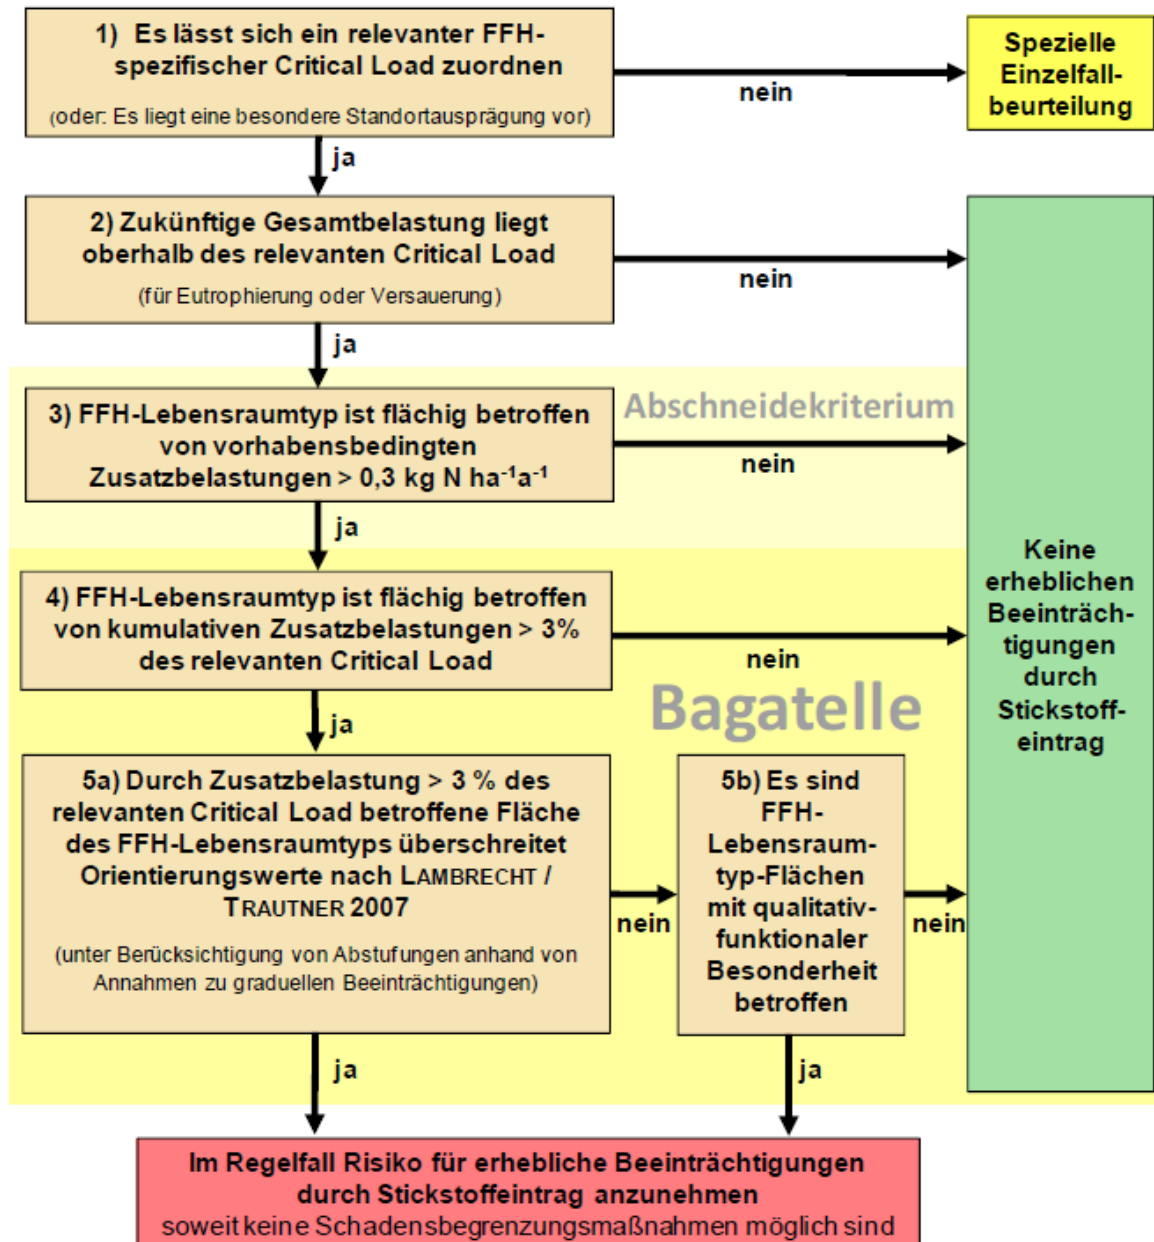 1) Es lässt sich ein relevanter FFH-
spezifischer Critical Load zuordnen
(oder: Es liegt eine besondere Standortausprägung vor)
nein
Spezielle
Einzelfall-
beurteilung
ja
2) Zukünftige Gesamtbelastung liegt
oberhalb des relevanten Critical Load
(für Eutrophierung oder Versauerung)
nein
ja
3) FFH-Lebensraumtyp ist flächig betroffen
von vorhabensbedingten
Zusatzbelastungen > 0,3 kg N ha⁻¹a⁻¹
Abschneidekriterium
nein
ja
4) FFH-Lebensraumtyp ist flächig betroffen
von kumulativen Zusatzbelastungen > 3%
des relevanten Critical Load
nein
Bagatelle
ja
5a) Durch Zusatzbelastung > 3 % des
relevanten Critical Load betroffene Fläche
des FFH-Lebensraumtyps überschreitet
Orientierungswerte nach LAMBRECHT /
TRAUTNER 2007
(unter Berücksichtigung von Abstufungen anhand von
Annahmen zu graduellen Beeinträchtigungen)
nein
5b) Es sind
FFH-
Lebensraum-
typ-Flächen
mit qualitativ-
funktionaler
Besonderheit
betroffen
nein
Keine
erheblichen
Beeinträch-
tigungen
durch
Stickstoff-
eintrag
ja
ja
Im Regelfall Risiko für erhebliche Beeinträchtigungen
durch Stickstoffeintrag anzunehmen
soweit keine Schadensbegrenzungsmaßnahmen möglich sind